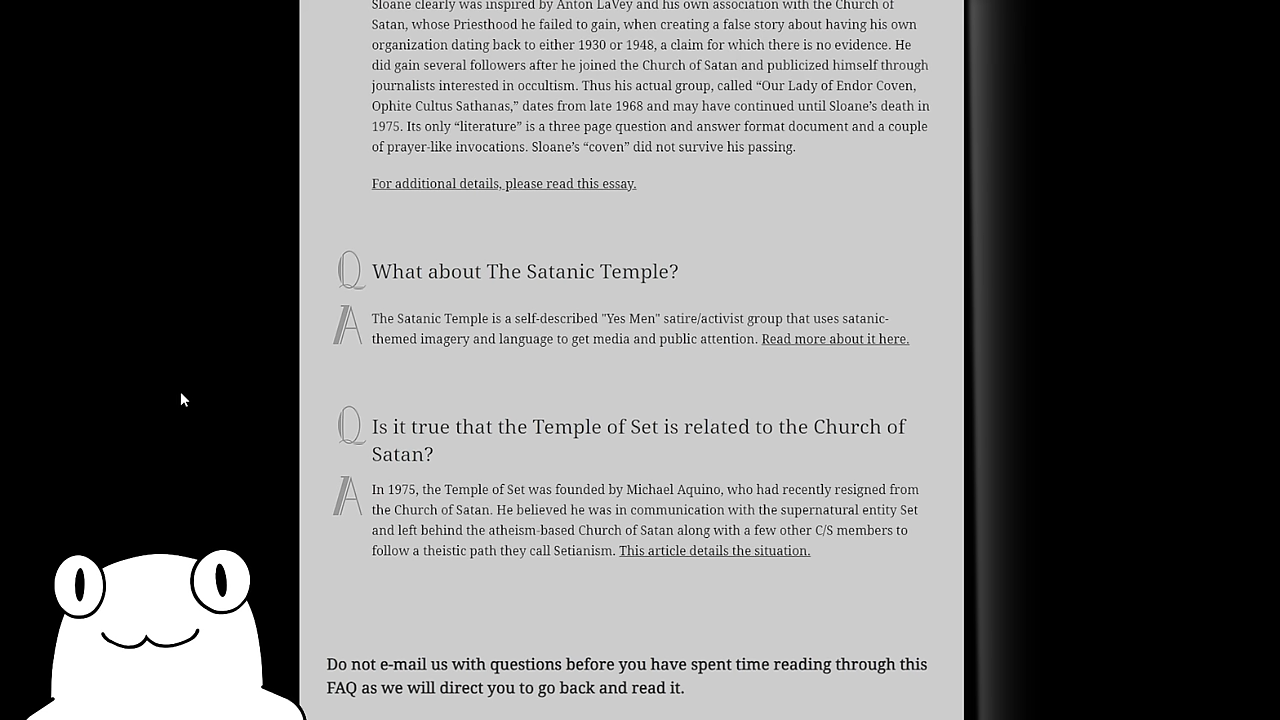 Sloane clearly was inspired by Anton LaVey and his own association with the Church of
Satan, whose Priesthood he failed to gain, when creating a false story about having his own
organization dating back to either 1930 or 1948, a claim for which there is no evidence. He
did gain several followers after he joined the Church of Satan and publicized himself through
journalists interested in occultism. Thus his actual group, called “Our Lady of Endor Coven,
Ophite Cultus Sathanas,” dates from late 1968 and may have continued until Sloane’s death in
1975. Its only “literature” is a three page question and answer format document and a couple
of prayer-like invocations. Sloane’s “coven” did not survive his passing.
For additional details, please read this essay.
Q What about The Satanic Temple?
A The Satanic Temple is a self-described "Yes Men" satire/activist group that uses satanic-
themed imagery and language to get media and public attention. Read more about it here.
Q Is it true that the Temple of Set is related to the Church of
Satan?
A In 1975, the Temple of Set was founded by Michael Aquino, who had recently resigned from
the Church of Satan. He believed he was in communication with the supernatural entity Set
and left behind the atheism-based Church of Satan along with a few other C/S members to
follow a theistic path they call Setianism. This article details the situation.
Do not e-mail us with questions before you have spent time reading through this
FAQ as we will direct you to go back and read it.